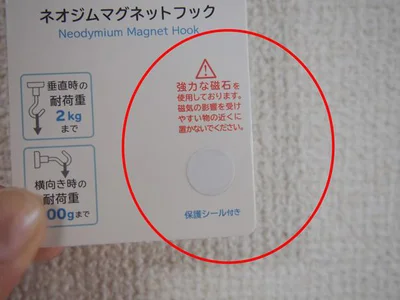 ネオジムマグネットフック
Neodymium Magnet Hook
垂直時の
耐荷重
2kg
まで
横向き時の
耐荷重
00gまで
強力な磁石を
使用しております。
磁気の影響を受け
やすい物の近くに
置かないでください。
保護シール付き